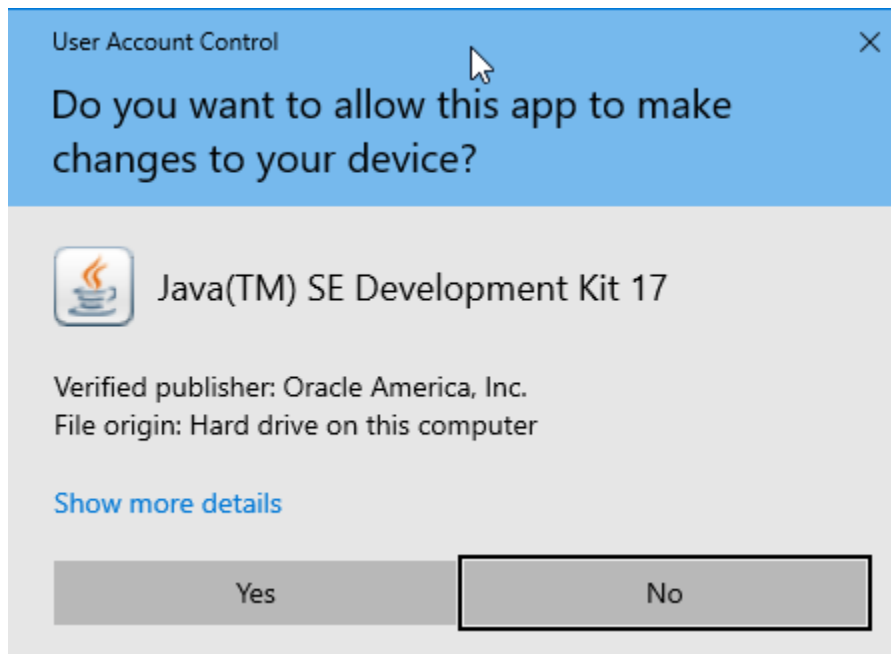 User Account Control
Do you want to allow this app to make
changes to your device?
Java(TM) SE Development Kit 17
Verified publisher: Oracle America, Inc.
File origin: Hard drive on this computer
Show more details
Yes
No